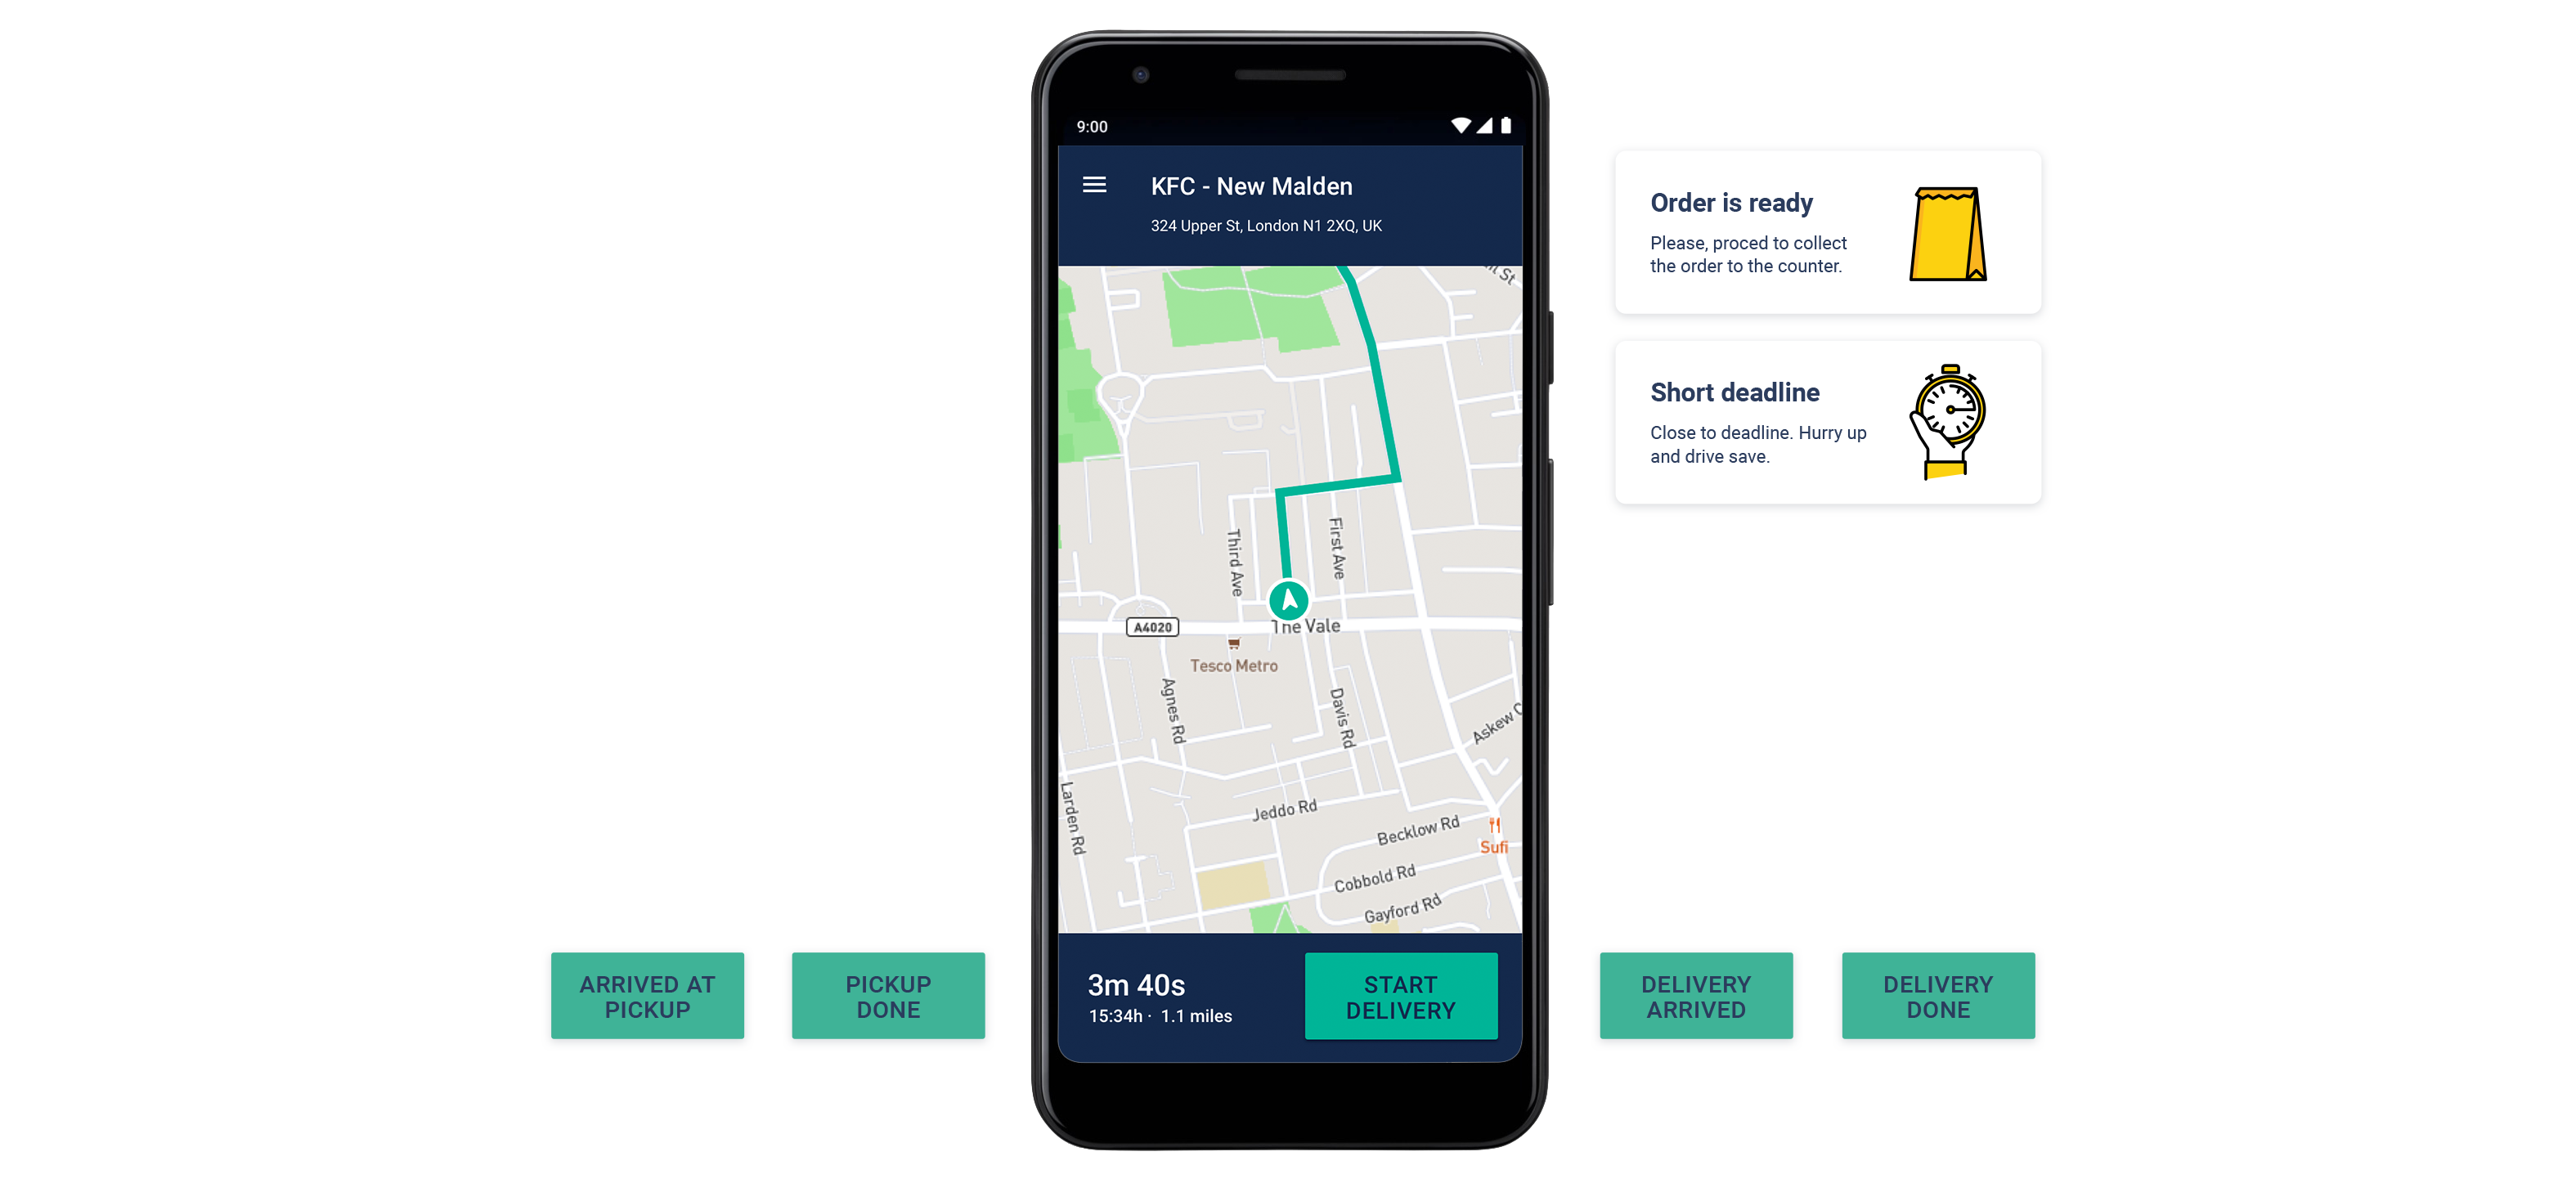 9:00
KFC - New Malden
324 Upper St, London N1 2XQ, UK
St
Third Ave
First Ave
A4020
The Vale
Tesco Metro
Agnes Rd
Davis Rd
Askew
Larden Rd
Jeddo Rd
Becklow Rd
Sufi
Cobbold Rd
Gayford Rd
3m 40s
15:34h · 1.1 miles
START
DELIVERY
Order is ready
Please, proced to collect
the order to the counter.
Short deadline
Close to deadline. Hurry up
and drive save.
ARRIVED AT
PICKUP
PICKUP
DONE
DELIVERY
ARRIVED
DELIVERY
DONE